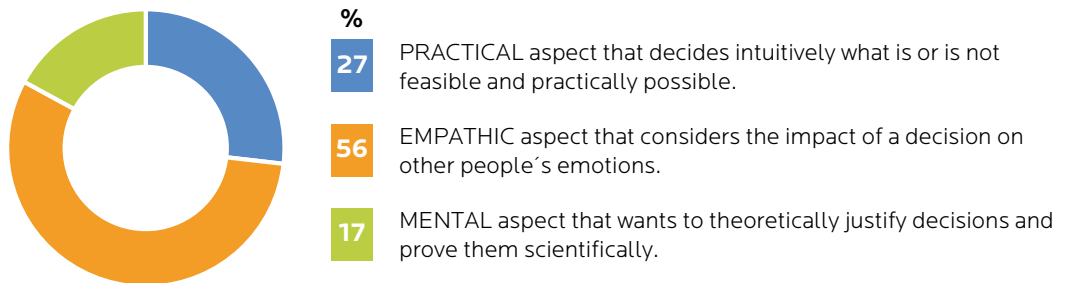 %
27 PRACTICAL aspect that decides intuitively what is or is not
feasible and practically possible.
56 EMPATHIC aspect that considers the impact of a decision on
other people´s emotions.
17 MENTAL aspect that wants to theoretically justify decisions and
prove them scientifically.